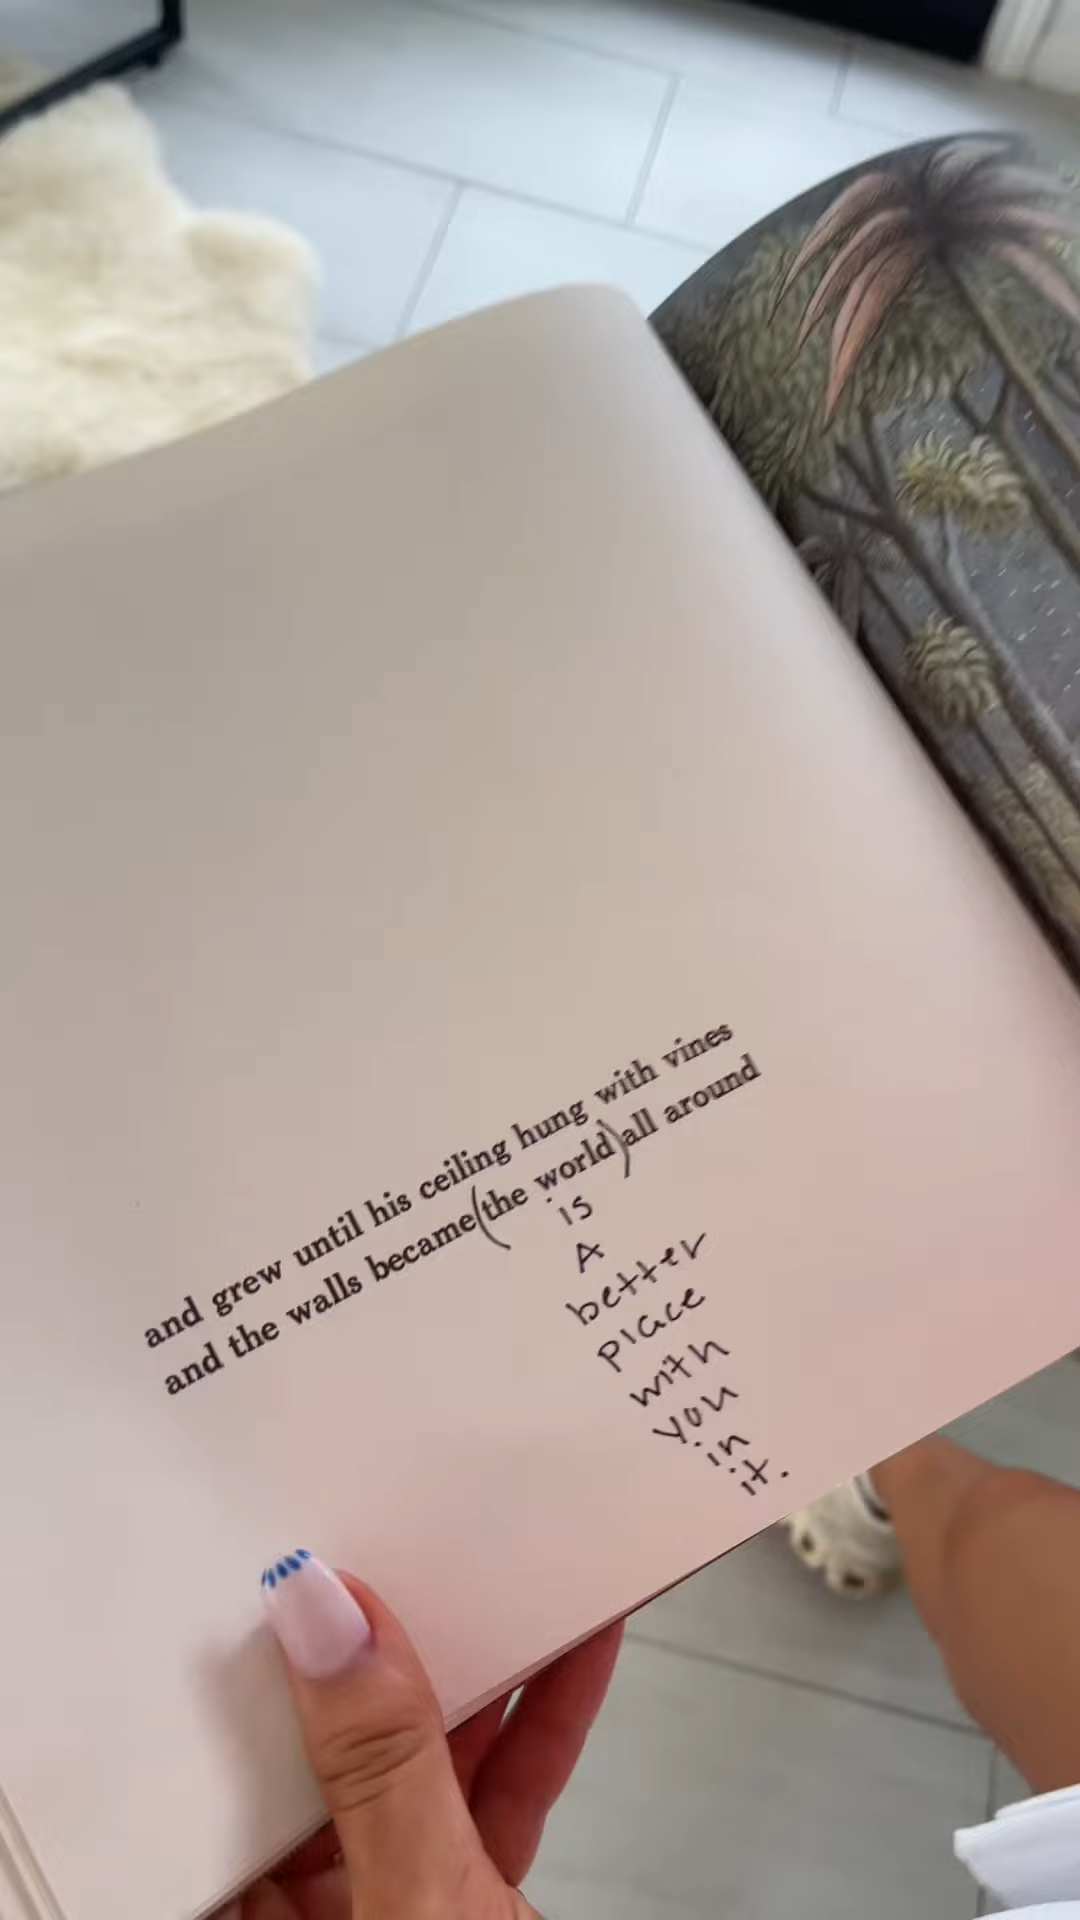 and grew until his ceiling hung with vines
and the walls became (the world) all around
is
A
better
place
with
you
in
it.